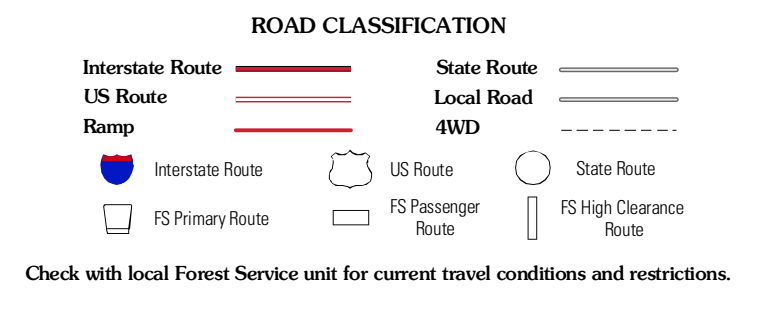 ROAD CLASSIFICATION
Interstate Route
State Route
US Route
Local Road
Ramp
4WD
Interstate Route
US Route
State Route
FS Primary Route
FS Passenger
Route
FS High Clearance
Route
Check with local Forest Service unit for current travel conditions and restrictions.